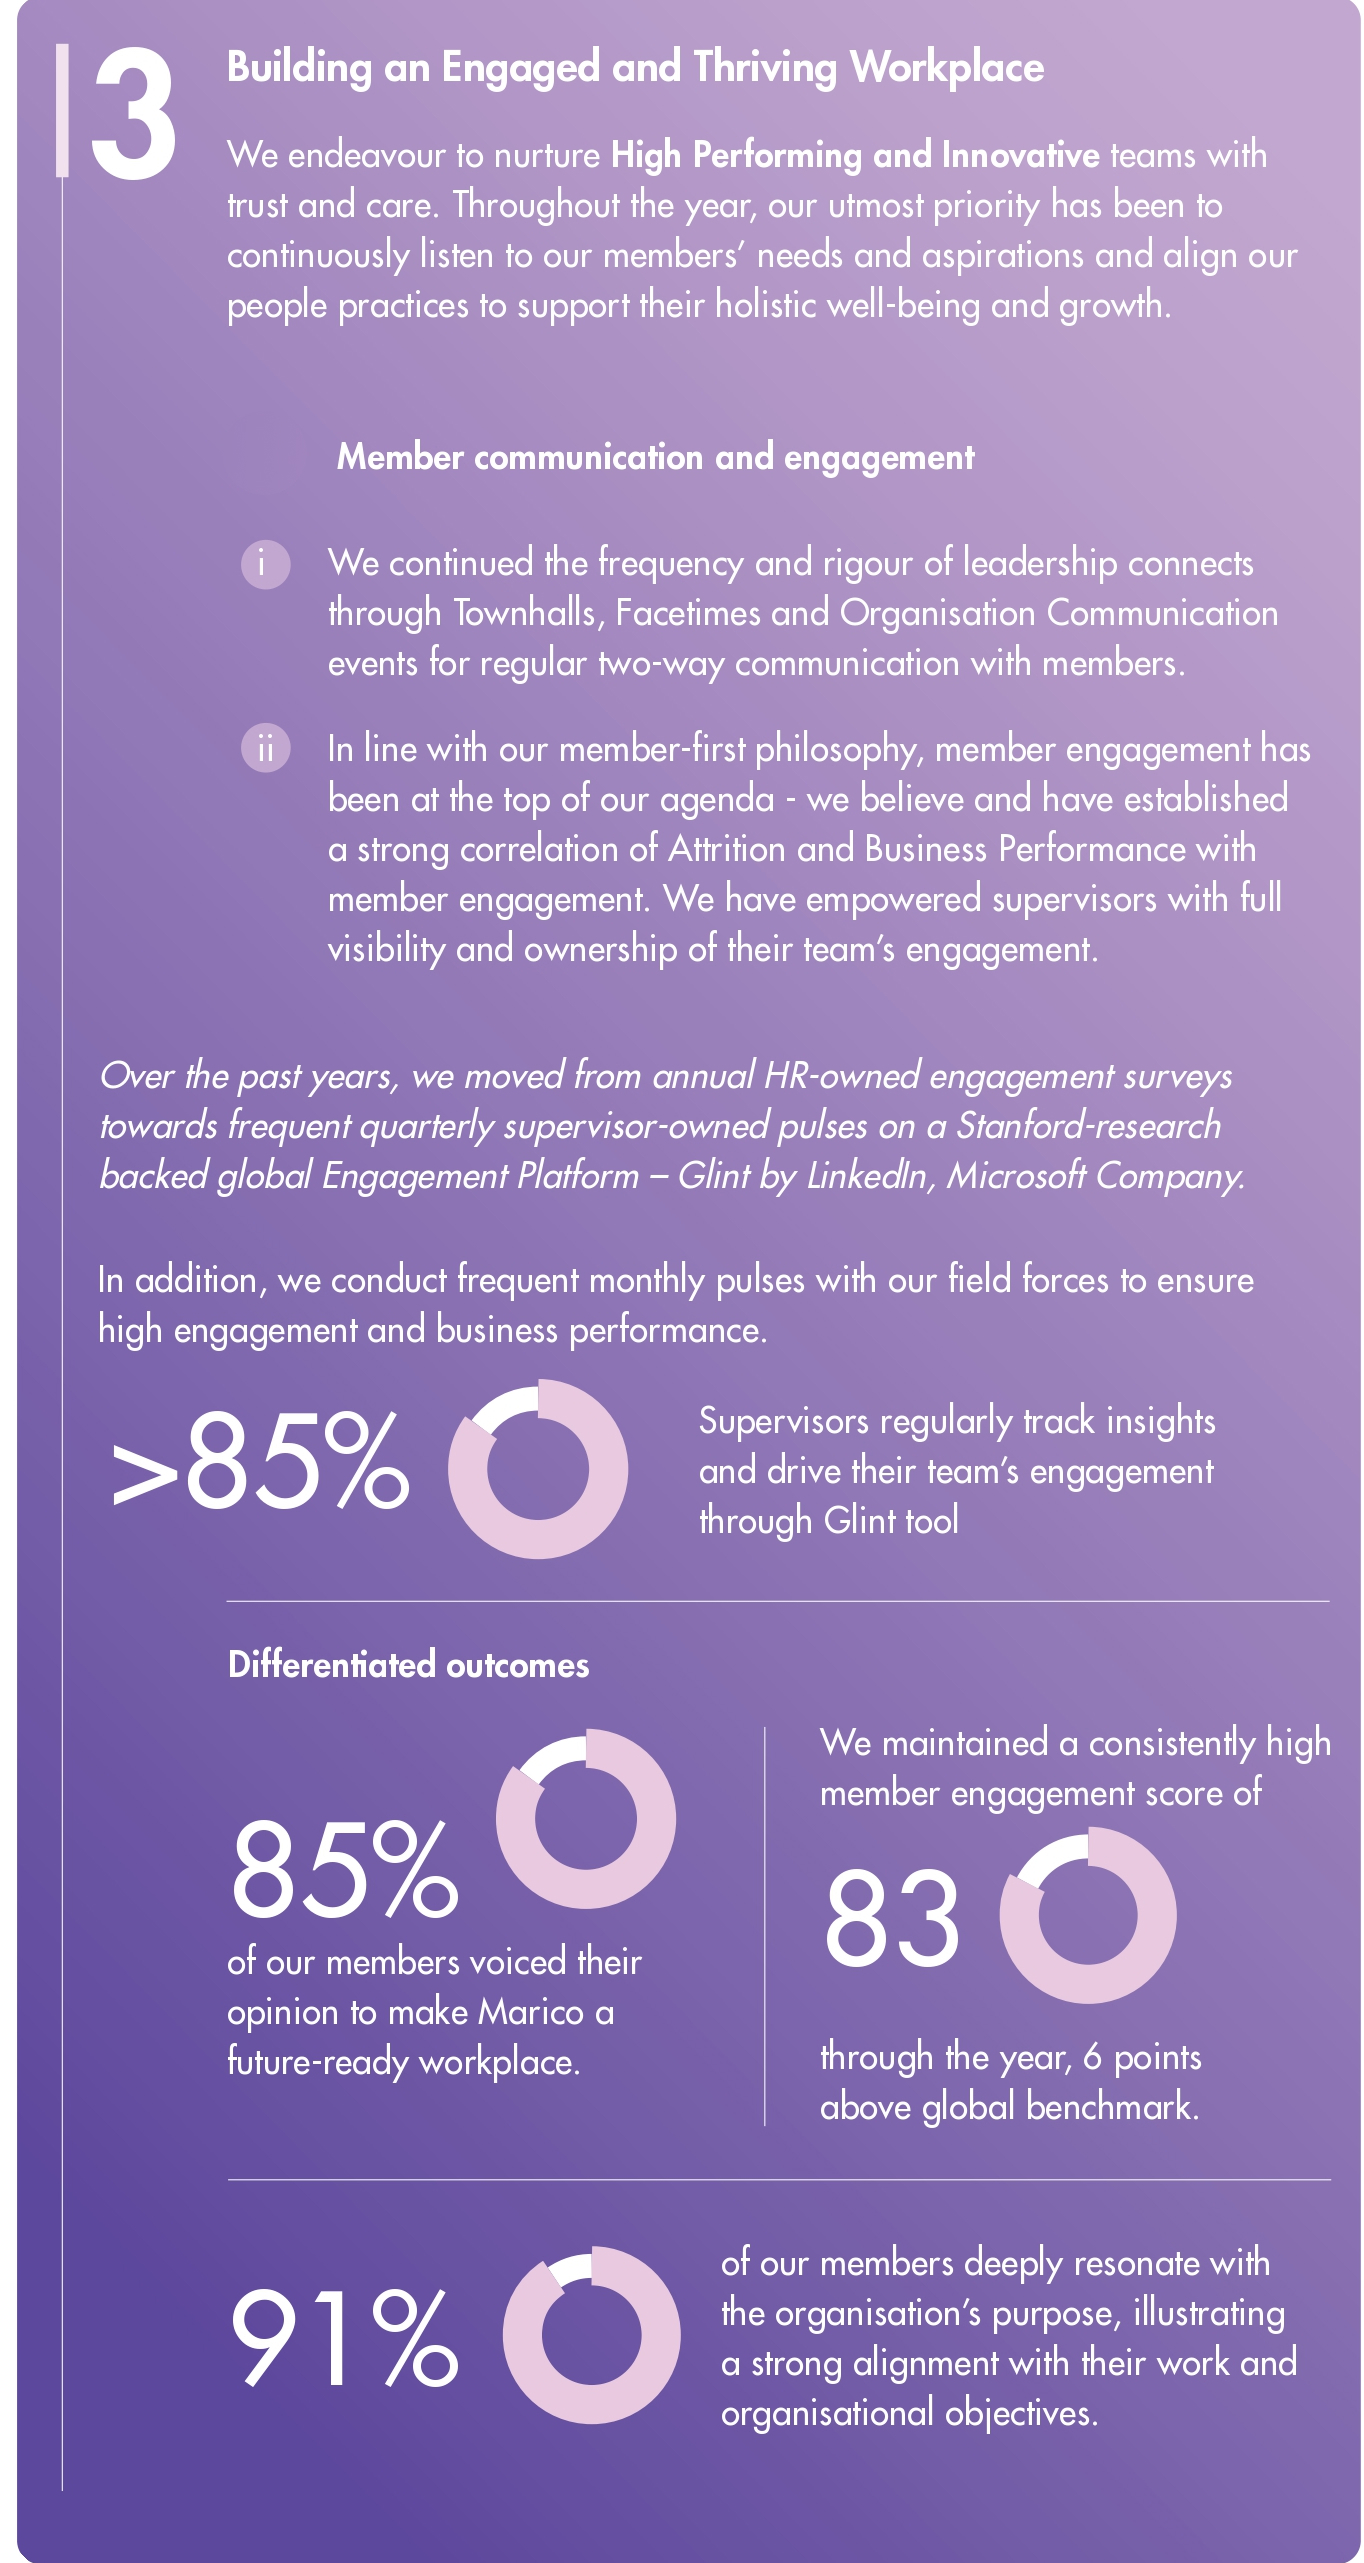 3
Building an Engaged and Thriving Workplace
We endeavour to nurture High Performing and Innovative teams with
trust and care. Throughout the year, our utmost priority has been to
continuously listen to our members’ needs and aspirations and align our
people practices to support their holistic well-being and growth.
Member communication and engagement
i
We continued the frequency and rigour of leadership connects
through Townhalls, Facetimes and Organisation Communication
events for regular two-way communication with members.
ii
In line with our member-first philosophy, member engagement has
been at the top of our agenda - we believe and have established
a strong correlation of Attrition and Business Performance with
member engagement. We have empowered supervisors with full
visibility and ownership of their team’s engagement.
Over the past years, we moved from annual HR-owned engagement surveys
towards frequent quarterly supervisor-owned pulses on a Stanford-research
backed global Engagement Platform – Glint by LinkedIn, Microsoft Company.
In addition, we conduct frequent monthly pulses with our field forces to ensure
high engagement and business performance.
>85%
Supervisors regularly track insights
and drive their team’s engagement
through Glint tool
Differentiated outcomes
85%
of our members voiced their
opinion to make Marico a
future-ready workplace.
We maintained a consistently high
member engagement score of
83
through the year, 6 points
above global benchmark.
91%
of our members deeply resonate with
the organisation’s purpose, illustrating
a strong alignment with their work and
organisational objectives.